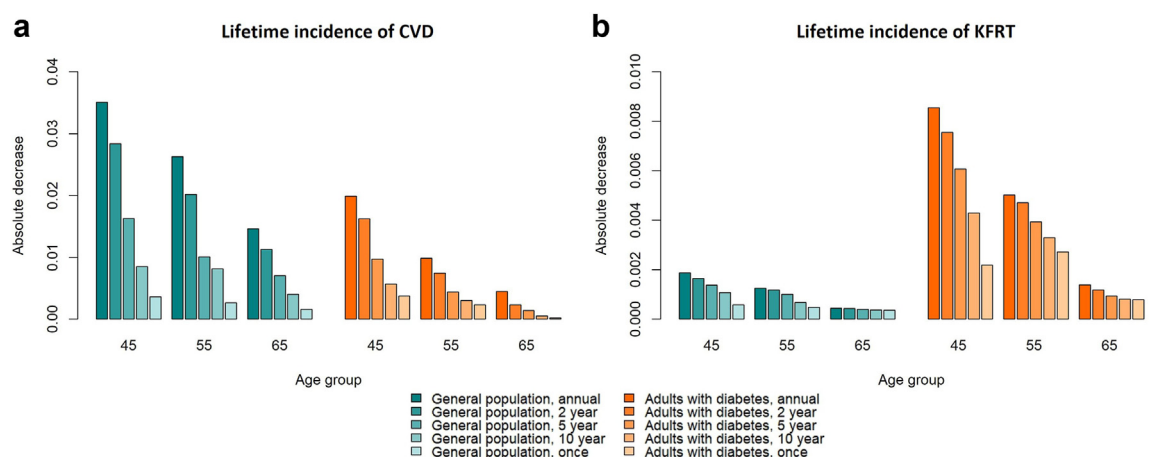 a
Lifetime incidence of CVD
Absolute decrease
0.04
0.03
0.02
0.01
0.00
45 55 65 45 55 65
Age group
b
Lifetime incidence of KFRT
Absolute decrease
0.010
0.008
0.006
0.004
0.002
0.000
45 55 65 45 55 65
Age group
General population, annual
General population, 2 year
General population, 5 year
General population, 10 year
General population, once
Adults with diabetes, annual
Adults with diabetes, 2 year
Adults with diabetes, 5 year
Adults with diabetes, 10 year
Adults with diabetes, once